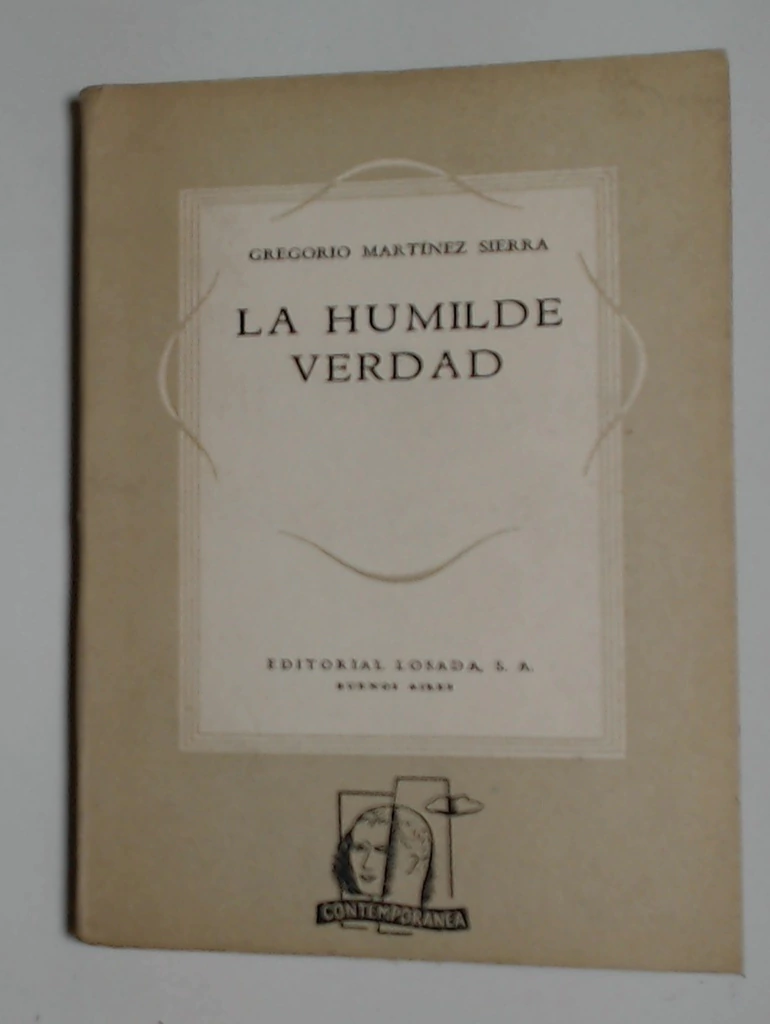 GREGORIO MARTINEZ SIERRA
LA HUMILDE
VERDAD
EDITORIAL LOSADA, S. A.
BUENOS AIRES
CONTEMPORANEA